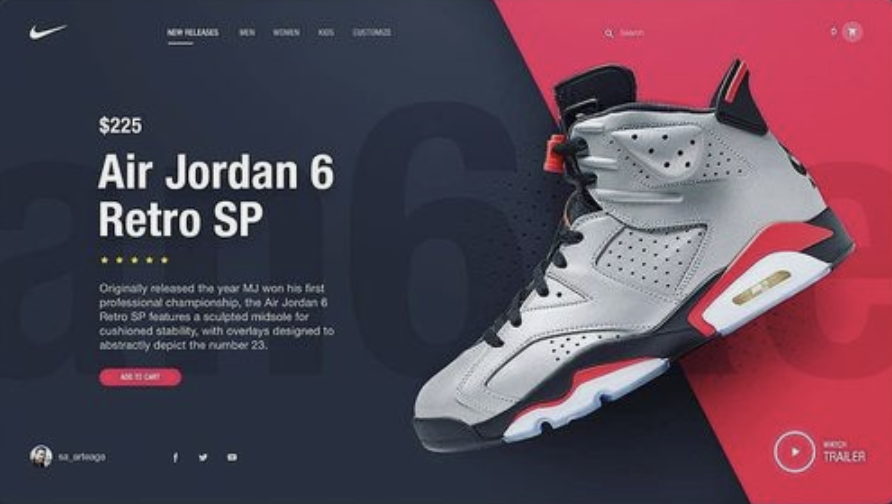 NEW RELEASES MEN WOMEN KIDS CUSTOMIZE Search 0
$225
Air Jordan 6
Retro SP
Originally released the year MJ won his first
professional championship, the Air Jordan 6
Retro SP features a sculpted midsole for
cushioned stability, with overlays designed to
abstractly depict the number 23.
ADD TO CART
sa_arteaga
WATCH
TRAILER